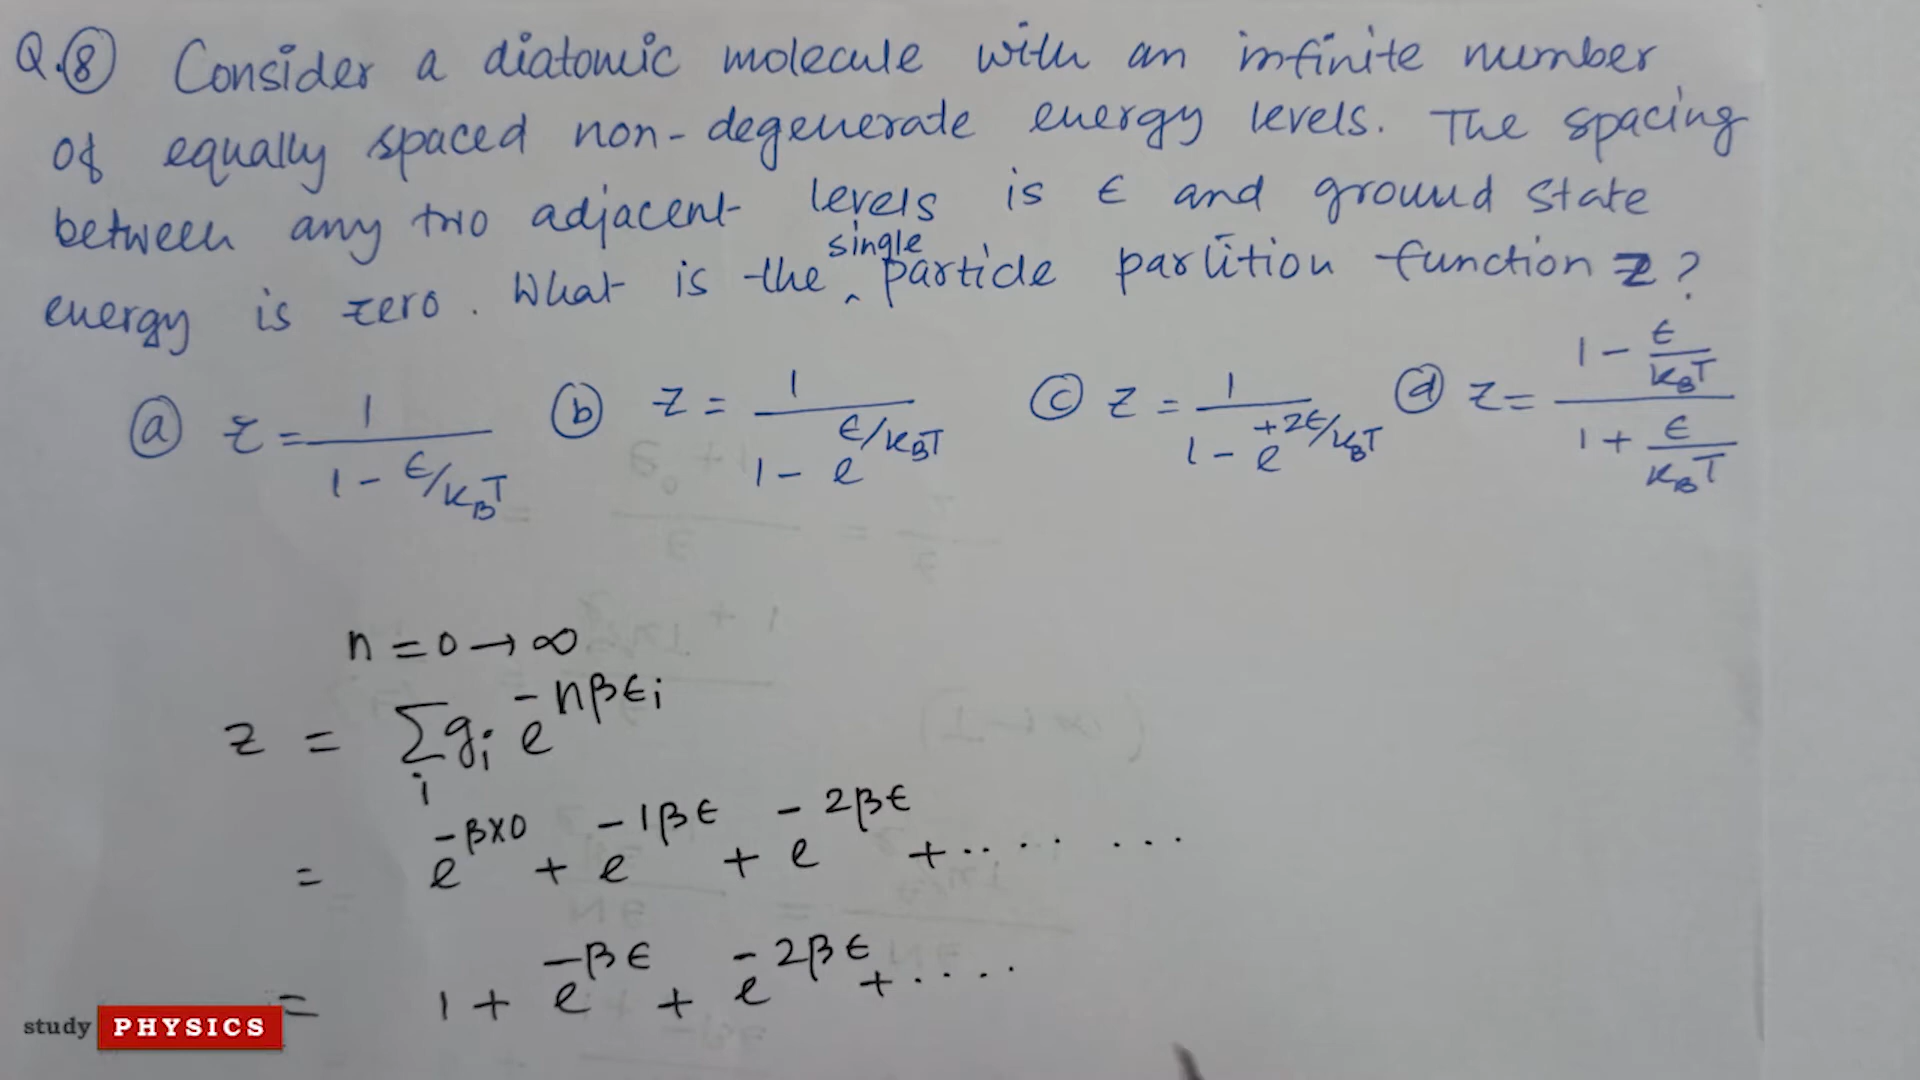 Q.⑧ Consider a diatomic molecule with an infinite number
of equally spaced non-degenerate energy levels. The spacing
between any two adjacent levels is ϵ and ground state
energy is zero. What is the ^single particle partition function z?
ⓐ z = 1/(1 - ϵ/K_BT) ⓑ z = 1/(1 - e^{ϵ/K_BT}) ⓒ z = 1/(1 - e^{+2ϵ/K_BT}) ⓓ z = (1 - ϵ/K_BT)/(1 + ϵ/K_BT)
n = 0 → ∞
z = Σ_i g_i e^{-nβϵ_i}
= e^{-β×0} + e^{-1βϵ} + e^{-2βϵ} + .... ...
= 1 + e^{-βϵ} + e^{-2βϵ} + ....
study PHYSICS